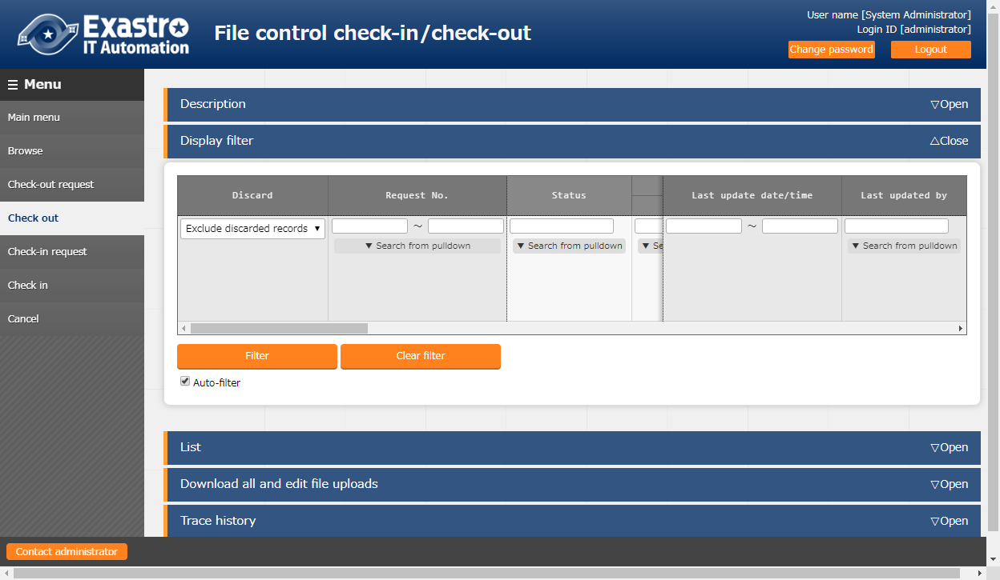 Exastro
IT Automation
File control check-in/check-out
User name [System Administrator]
Login ID [administrator]
Change password
Logout
☰ Menu
Main menu
Browse
Check-out request
Check out
Check-in request
Check in
Cancel
Description
▽Open
Display filter
△Close
Discard
Request No.
Status
Last update date/time
Last updated by
Exclude discarded records ▼
~
~
▼ Search from pulldown
▼ Search from pulldown
▼ Se
▼ Search from pulldown
Filter
Clear filter
Auto-filter
List
▽Open
Download all and edit file uploads
▽Open
Trace history
▽Open
Contact administrator